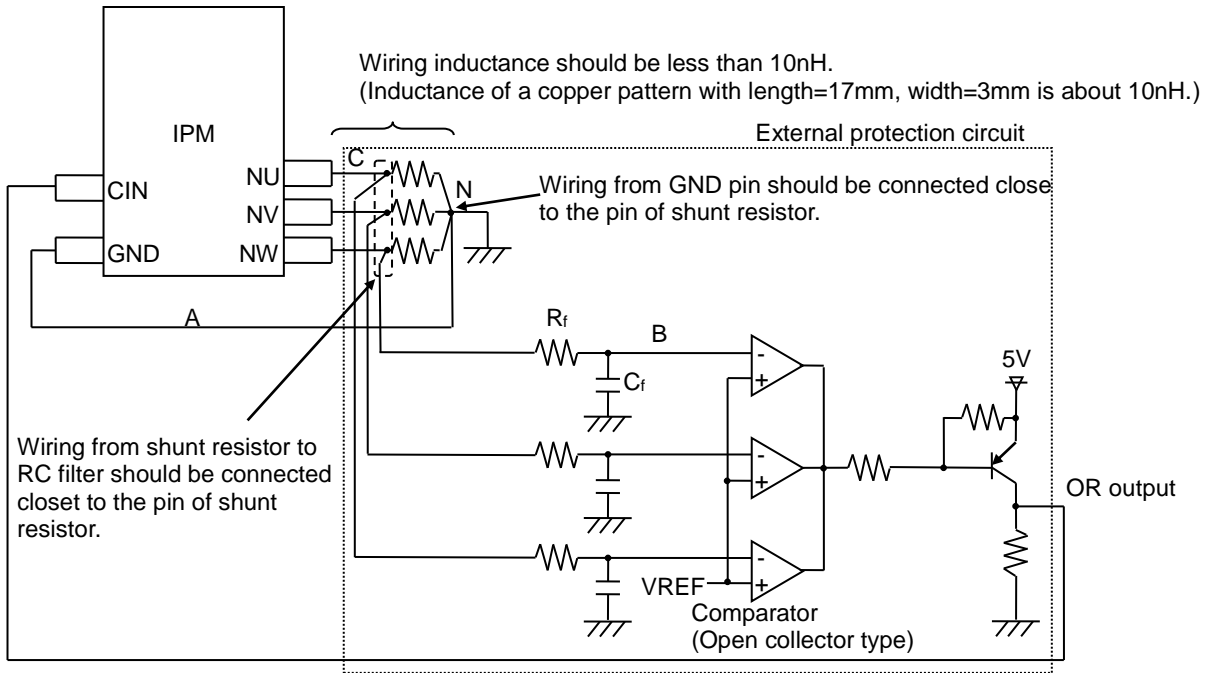 Wiring inductance should be less than 10nH.
(Inductance of a copper pattern with length=17mm, width=3mm is about 10nH.)
External protection circuit
IPM
CIN
GND
NU
NV
NW
C
N
Wiring from GND pin should be connected close
to the pin of shunt resistor.
A
Rf
B
Cf
-
+
5V
Wiring from shunt resistor to
RC filter should be connected
closet to the pin of shunt
resistor.
-
+
OR output
-
+
VREF
Comparator
(Open collector type)